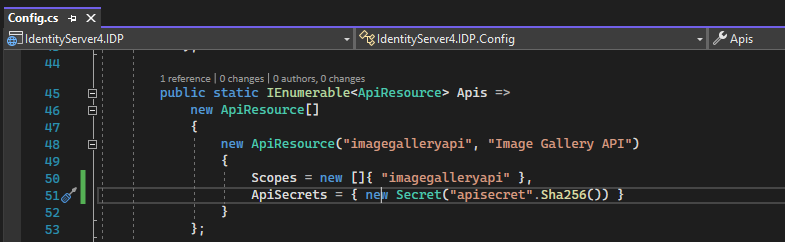 Config.cs
IdentityServer4.IDP IdentityServer4.IDP.Config Apis
44
1 reference | 0 changes | 0 authors, 0 changes
45 public static IEnumerable<ApiResource> Apis =>
46 new ApiResource[]
47 {
48 new ApiResource("imagegalleryapi", "Image Gallery API")
49 {
50 Scopes = new []{ "imagegalleryapi" },
51 ApiSecrets = { new Secret("apisecret".Sha256()) }
52 }
53 };